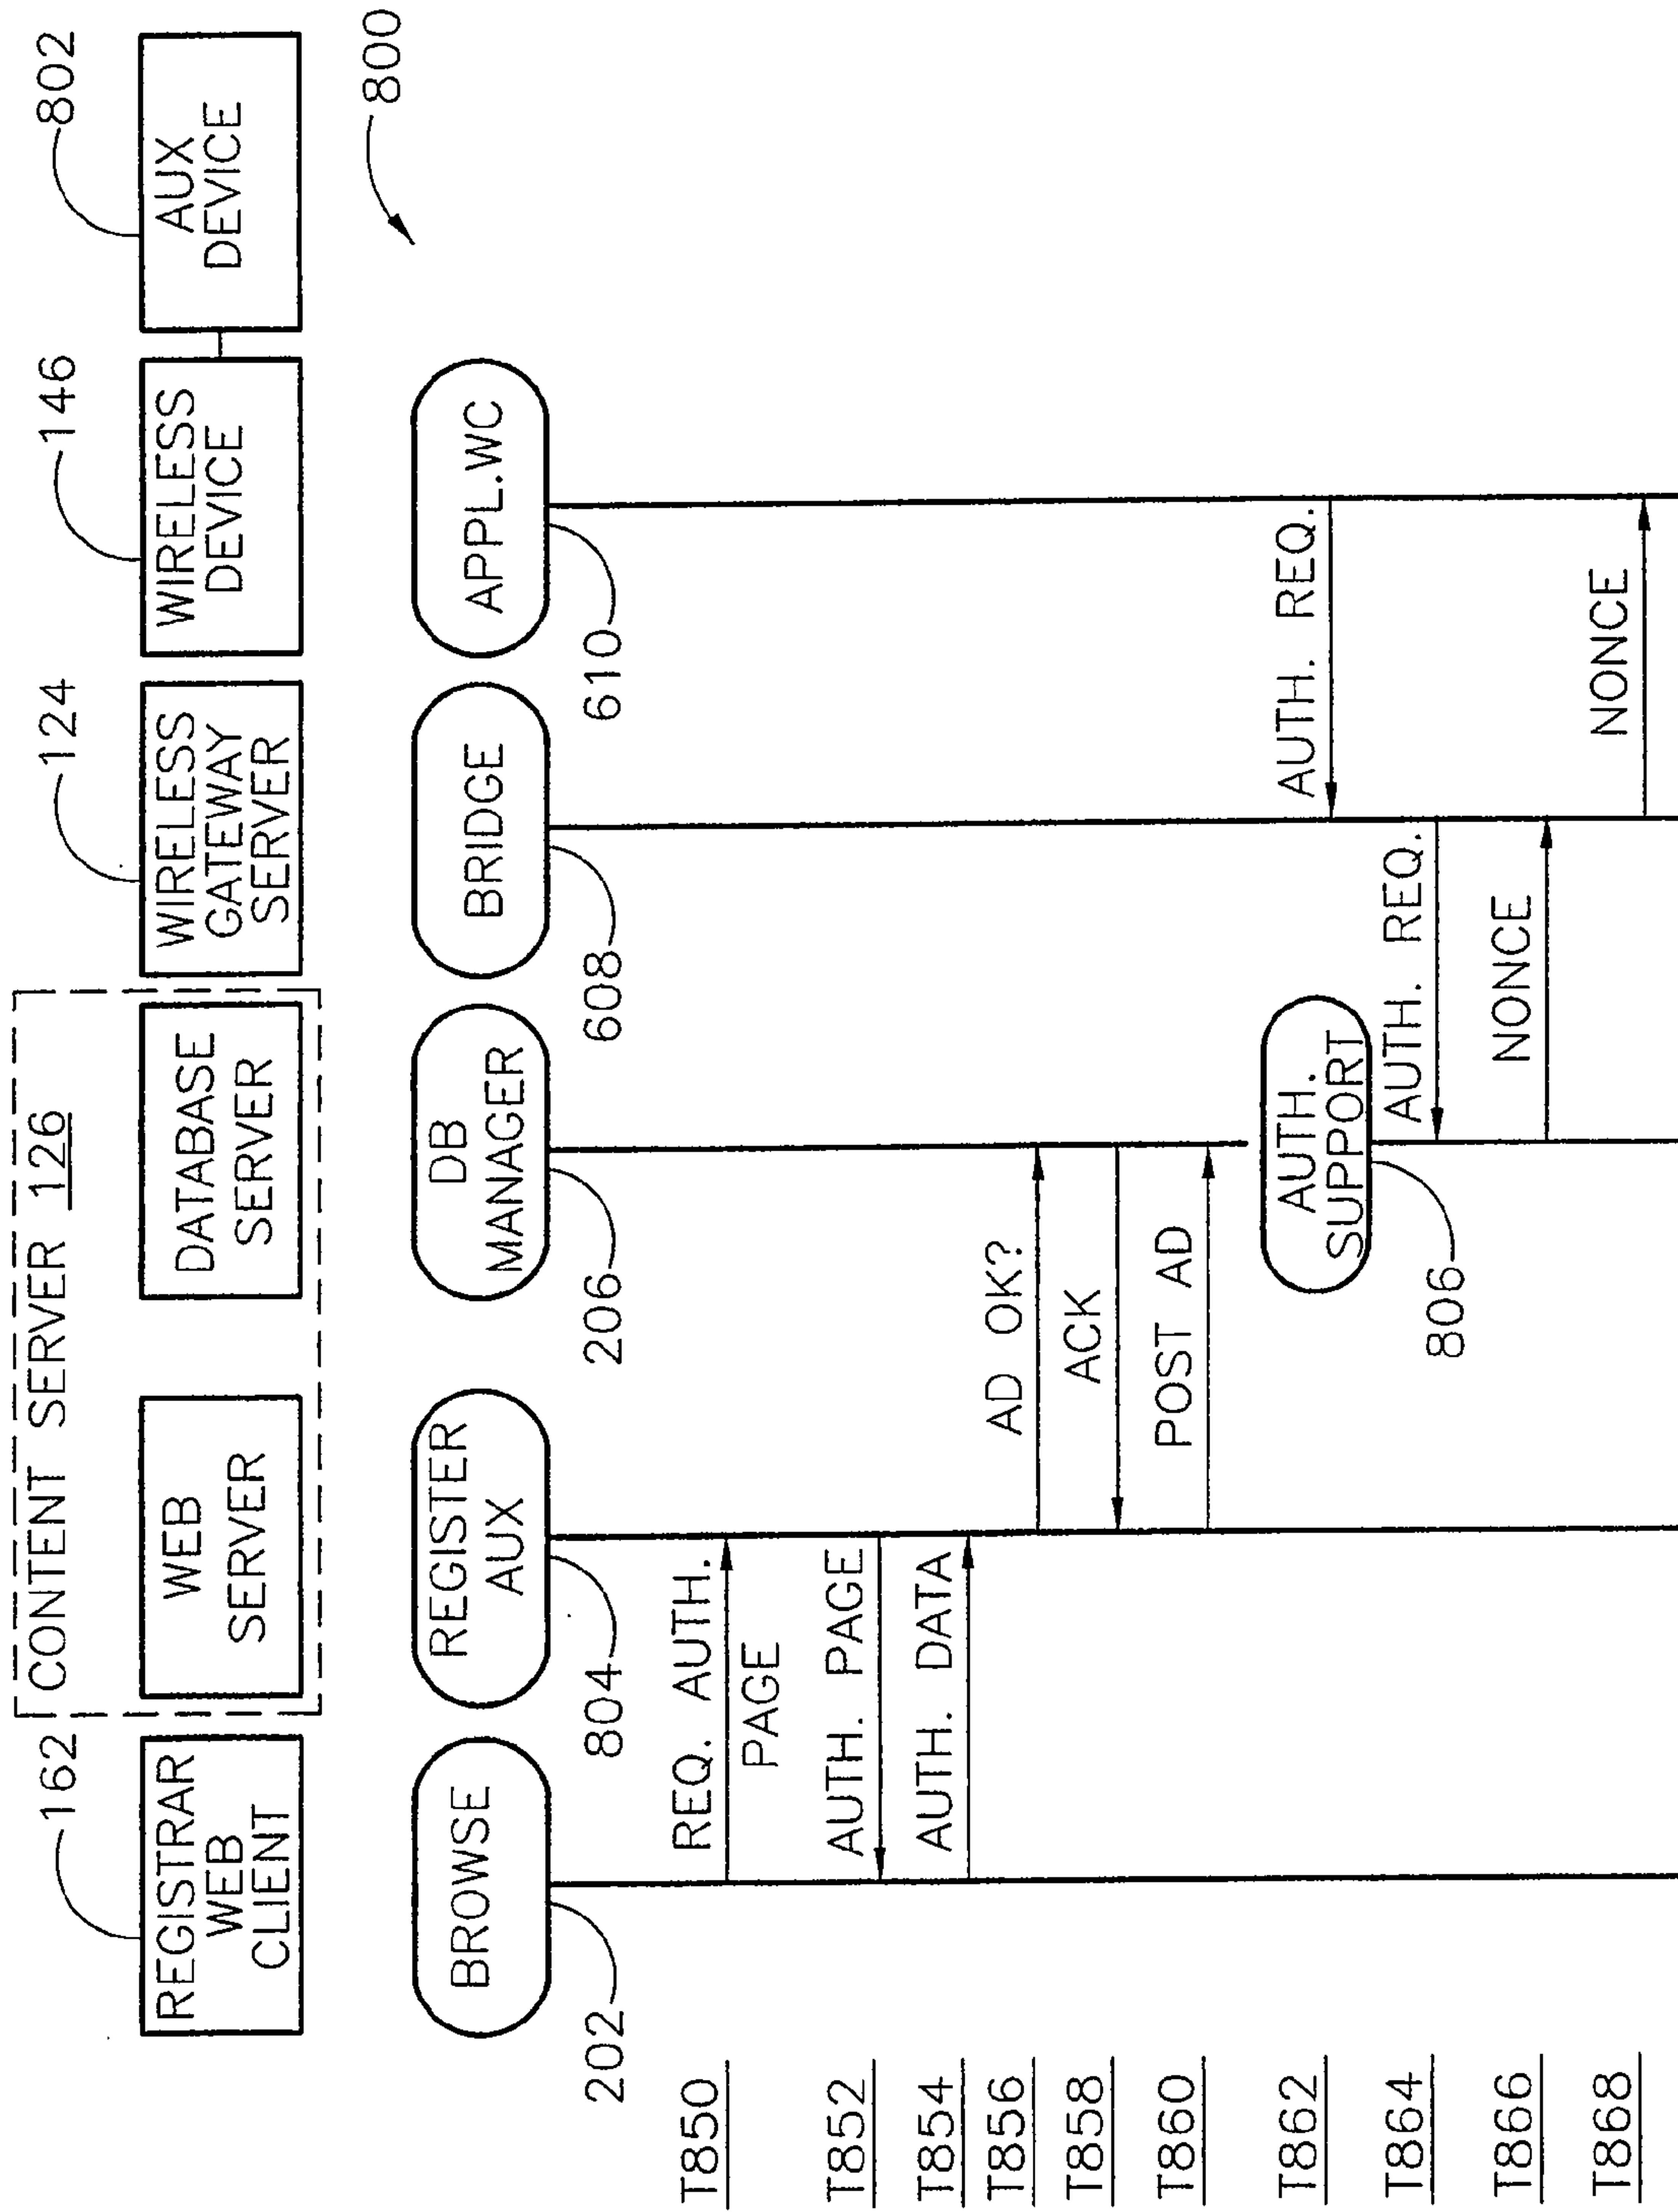 CONTENT SERVER 126
162
124
146
802
REGISTRAR
WEB
CLIENT
WEB
SERVER
DATABASE
SERVER
WIRELESS
GATEWAY
SERVER
WIRELESS
DEVICE
AUX
DEVICE
800
BROWSE
REGISTER
AUX
DB
MANAGER
BRIDGE
APPL.WC
202
804
206
608
610
T850
REQ. AUTH.
PAGE
T852
AUTH. PAGE
T854
AUTH. DATA
T856
AD OK?
T858
ACK
T860
POST AD
T862
AUTH.
SUPPORT
AUTH. REQ.
T864
806
AUTH. REQ.
T866
NONCE
T868
NONCE